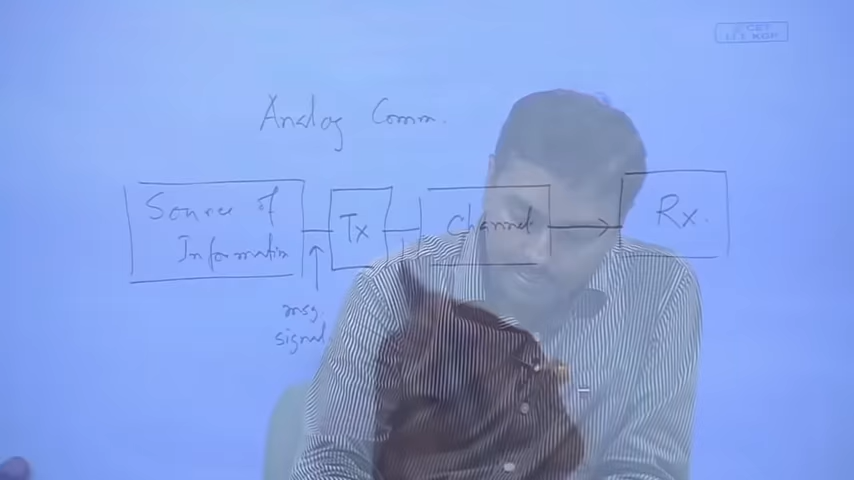 Analog Comm.
Source of
Information
Tx
Channel
Rx.
msg.
signal.